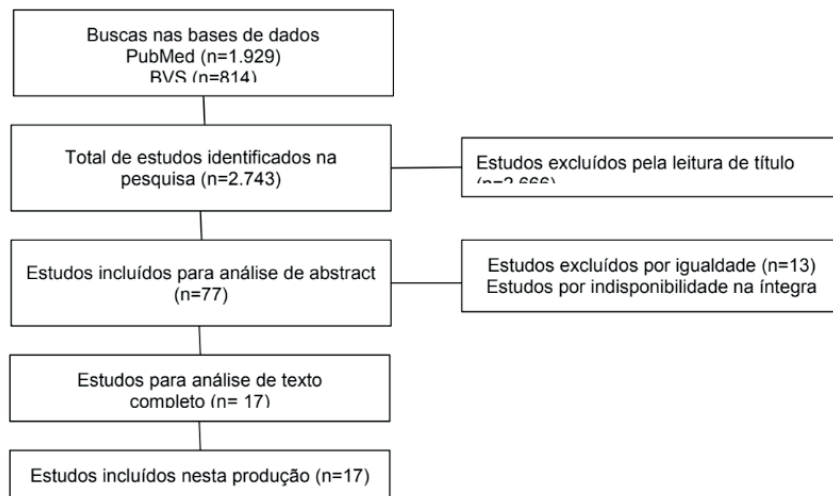 Buscas nas bases de dados
PubMed (n=1.929)
BVS (n=814)
Total de estudos identificados na
pesquisa (n=2.743)
Estudos excluídos pela leitura de título
(n=2.666)
Estudos incluídos para análise de abstract
(n=77)
Estudos excluídos por igualdade (n=13)
Estudos por indisponibilidade na íntegra
Estudos para análise de texto
completo (n= 17)
Estudos incluídos nesta produção (n=17)